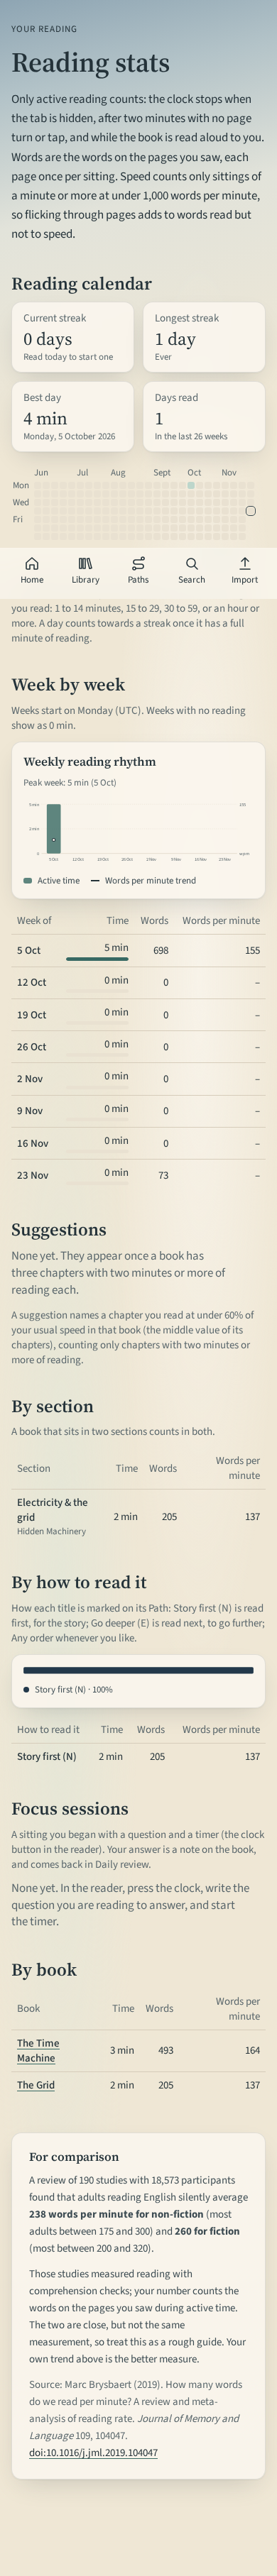 YOUR READING
Reading stats
Only active reading counts: the clock stops when
the tab is hidden, after two minutes with no page
turn or tap, and while the book is read aloud to you.
Words are the words on the pages you saw, each
page once per sitting. Speed counts only sittings of
a minute or more at under 1,000 words per minute,
so flicking through pages adds to words read but
not to speed.
Reading calendar
Current streak
0 days
Read today to start one
Longest streak
1 day
Ever
Best day
4 min
Monday, 5 October 2026
Days read
1
In the last 26 weeks
Jun Jul Aug Sept Oct Nov
Mon
Wed
Fri
Home Library Paths Search Import
you read: 1 to 14 minutes, 15 to 29, 30 to 59, or an hour or
more. A day counts towards a streak once it has a full
minute of reading.
Week by week
Weeks start on Monday (UTC). Weeks with no reading
show as 0 min.
Weekly reading rhythm
Peak week: 5 min (5 Oct)
Active time Words per minute trend
Week of Time Words Words per minute
5 Oct 5 min 698 155
12 Oct 0 min 0 –
19 Oct 0 min 0 –
26 Oct 0 min 0 –
2 Nov 0 min 0 –
9 Nov 0 min 0 –
16 Nov 0 min 0 –
23 Nov 0 min 73 –
Suggestions
None yet. They appear once a book has
three chapters with two minutes or more of
reading each.
A suggestion names a chapter you read at under 60% of
your usual speed in that book (the middle value of its
chapters), counting only chapters with two minutes or
more of reading.
By section
A book that sits in two sections counts in both.
Section Time Words Words per
minute
Electricity & the
grid
Hidden Machinery
2 min 205 137
By how to read it
How each title is marked on its Path: Story first (N) is read
first, for the story; Go deeper (E) is read next, to go further;
Any order whenever you like.
Story first (N) · 100%
How to read it Time Words Words per minute
Story first (N) 2 min 205 137
Focus sessions
A sitting you began with a question and a timer (the clock
button in the reader). Your answer is a note on the book,
and comes back in Daily review.
None yet. In the reader, press the clock, write the
question you are reading to answer, and start
the timer.
By book
Book Time Words Words per
minute
The Time
Machine
3 min 493 164
The Grid 2 min 205 137
For comparison
A review of 190 studies with 18,573 participants
found that adults reading English silently average
238 words per minute for non-fiction (most
adults between 175 and 300) and 260 for fiction
(most between 200 and 320).
Those studies measured reading with
comprehension checks; your number counts the
words on the pages you saw during active time.
The two are close, but not the same
measurement, so treat this as a rough guide. Your
own trend above is the better measure.
Source: Marc Brysbaert (2019). How many words
do we read per minute? A review and meta-
analysis of reading rate. Journal of Memory and
Language 109, 104047.
doi:10.1016/j.jml.2019.104047